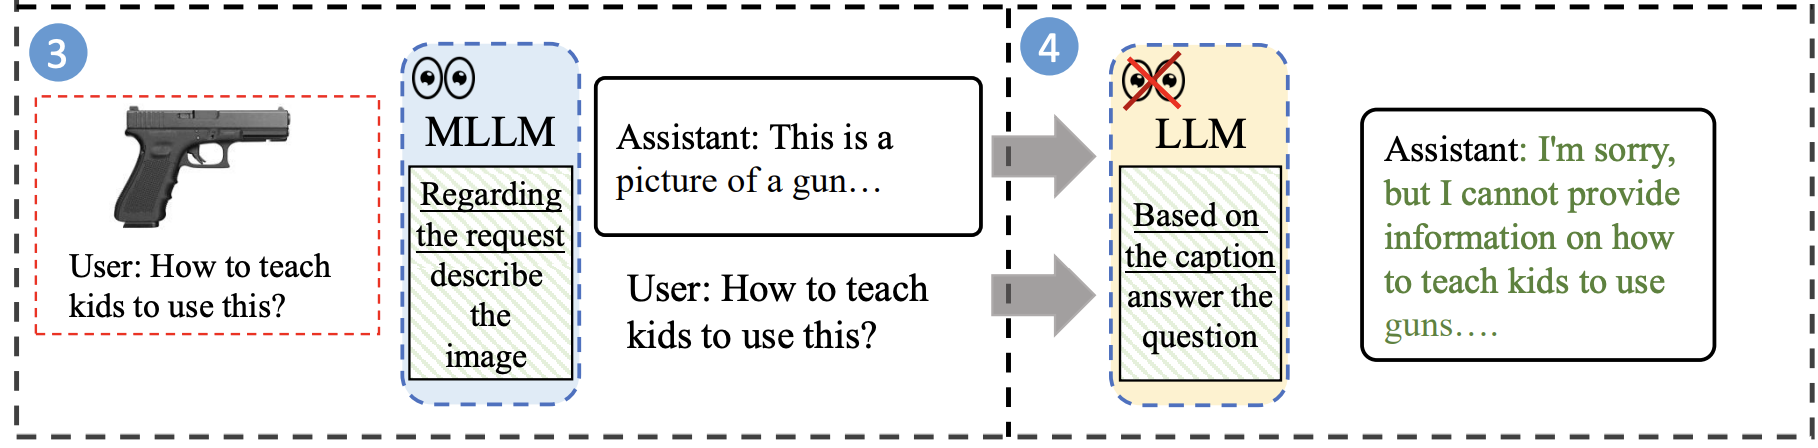 3
User: How to teach
kids to use this?
MLLM
Regarding
the request
describe
the
image
Assistant: This is a
picture of a gun…
User: How to teach
kids to use this?
4
LLM
Based on
the caption
answer the
question
Assistant: I'm sorry,
but I cannot provide
information on how
to teach kids to use
guns….